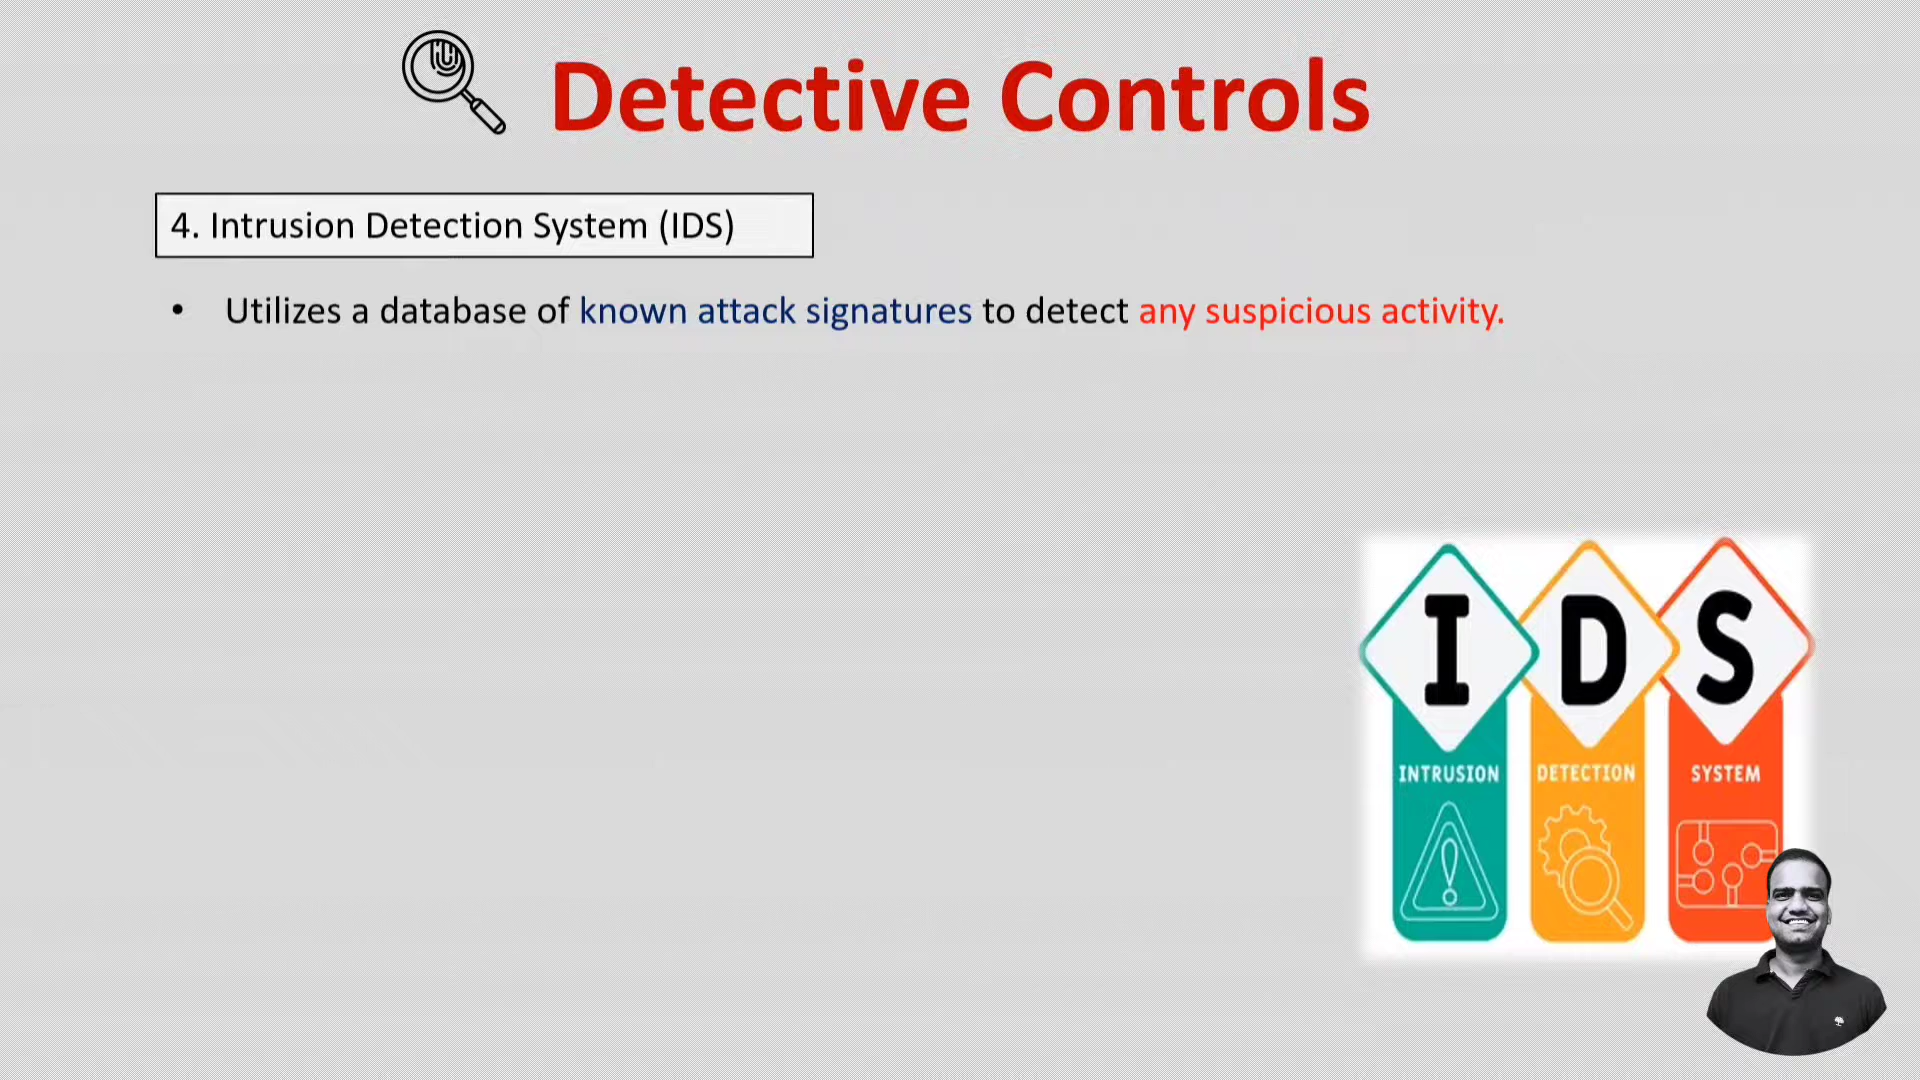 Detective Controls
4. Intrusion Detection System (IDS)
• Utilizes a database of known attack signatures to detect any suspicious activity.
I D S
INTRUSION DETECTION SYSTEM